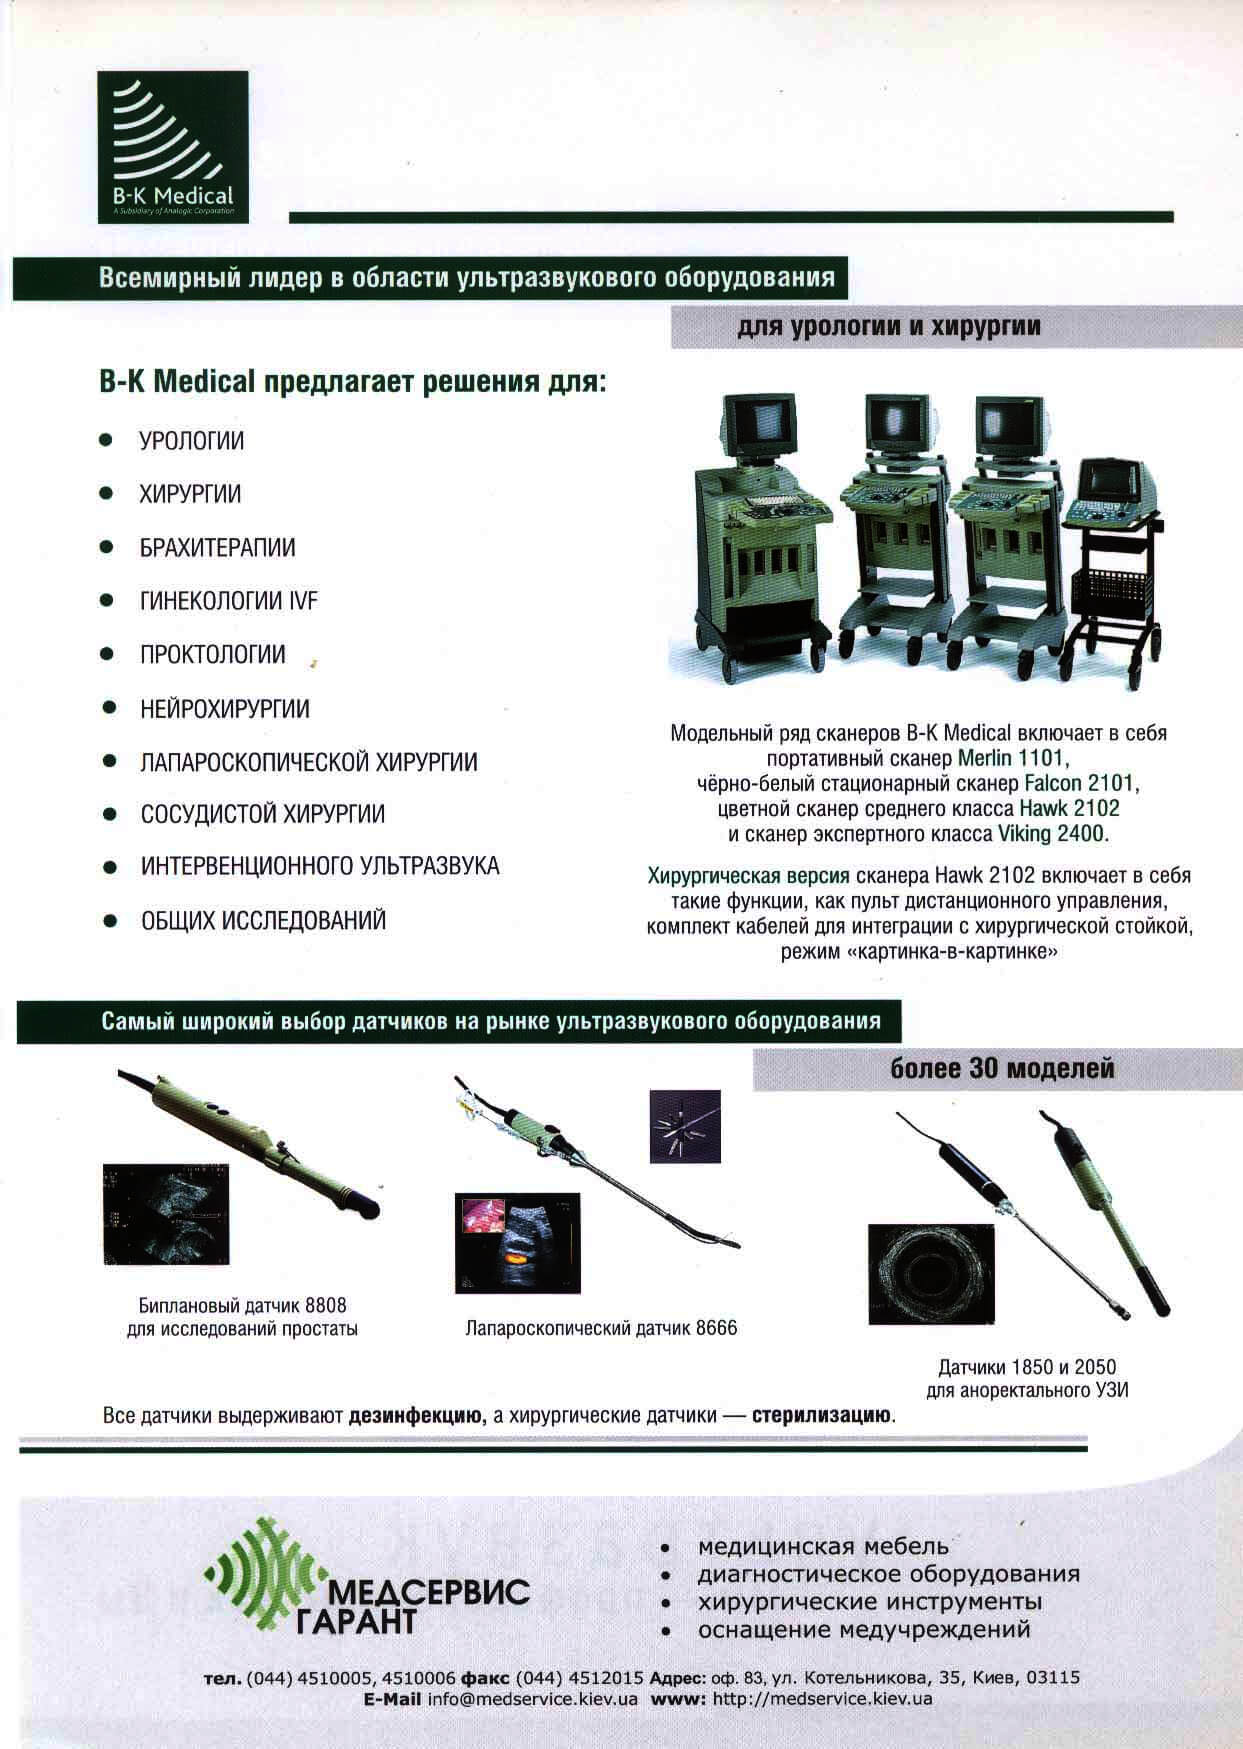 B-K Medical
A Subsidiary of Analogic Corporation
Всемирный лидер в области ультразвукового оборудования
для урологии и хирургии
B-K Medical предлагает решения для:
● УРОЛОГИИ
● ХИРУРГИИ
● БРАХИТЕРАПИИ
● ГИНЕКОЛОГИИ IVF
● ПРОКТОЛОГИИ
● НЕЙРОХИРУРГИИ
● ЛАПАРОСКОПИЧЕСКОЙ ХИРУРГИИ
● СОСУДИСТОЙ ХИРУРГИИ
● ИНТЕРВЕНЦИОННОГО УЛЬТРАЗВУКА
● ОБЩИХ ИССЛЕДОВАНИЙ
Модельный ряд сканеров B-K Medical включает в себя
портативный сканер Merlin 1101,
чёрно-белый стационарный сканер Falcon 2101,
цветной сканер среднего класса Hawk 2102
и сканер экспертного класса Viking 2400.
Хирургическая версия сканера Hawk 2102 включает в себя
такие функции, как пульт дистанционного управления,
комплект кабелей для интеграции с хирургической стойкой,
режим «картинка-в-картинке»
Самый широкий выбор датчиков на рынке ультразвукового оборудования
более 30 моделей
Биплановый датчик 8808
для исследований простаты
Лапароскопический датчик 8666
Датчики 1850 и 2050
для аноректального УЗИ
Все датчики выдерживают дезинфекцию, а хирургические датчики — стерилизацию.
МЕДСЕРВИС
ГАРАНТ
• медицинская мебель
• диагностическое оборудования
• хирургические инструменты
• оснащение медучреждений
тел. (044) 4510005, 4510006 факс (044) 4512015 Адрес: оф. 83, ул. Котельникова, 35, Киев, 03115
E-Mail info@medservice.kiev.ua www: http://medservice.kiev.ua